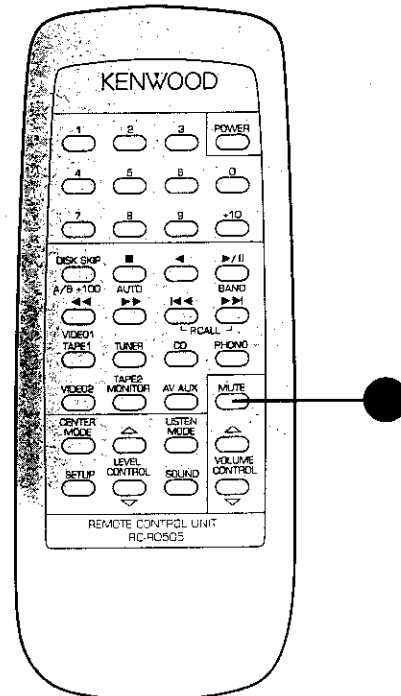 KENWOOD
1 2 3 POWER
4 5 6 0
7 8 9 +10
DISK SKIP ■ ◀ ▶/II
A/B +100 AUTO BAND
◀◀ ▶▶ I◀◀ ▶▶I
P.CALL
VIDEO1
TAPE1 TUNER CD PHONO
TAPE2
VIDEO2 MONITOR AV AUX MUTE
CENTER MODE LISTEN MODE
SETUP LEVEL CONTROL SOUND VOLUME CONTROL
REMOTE CONTROL UNIT
RC-R0505